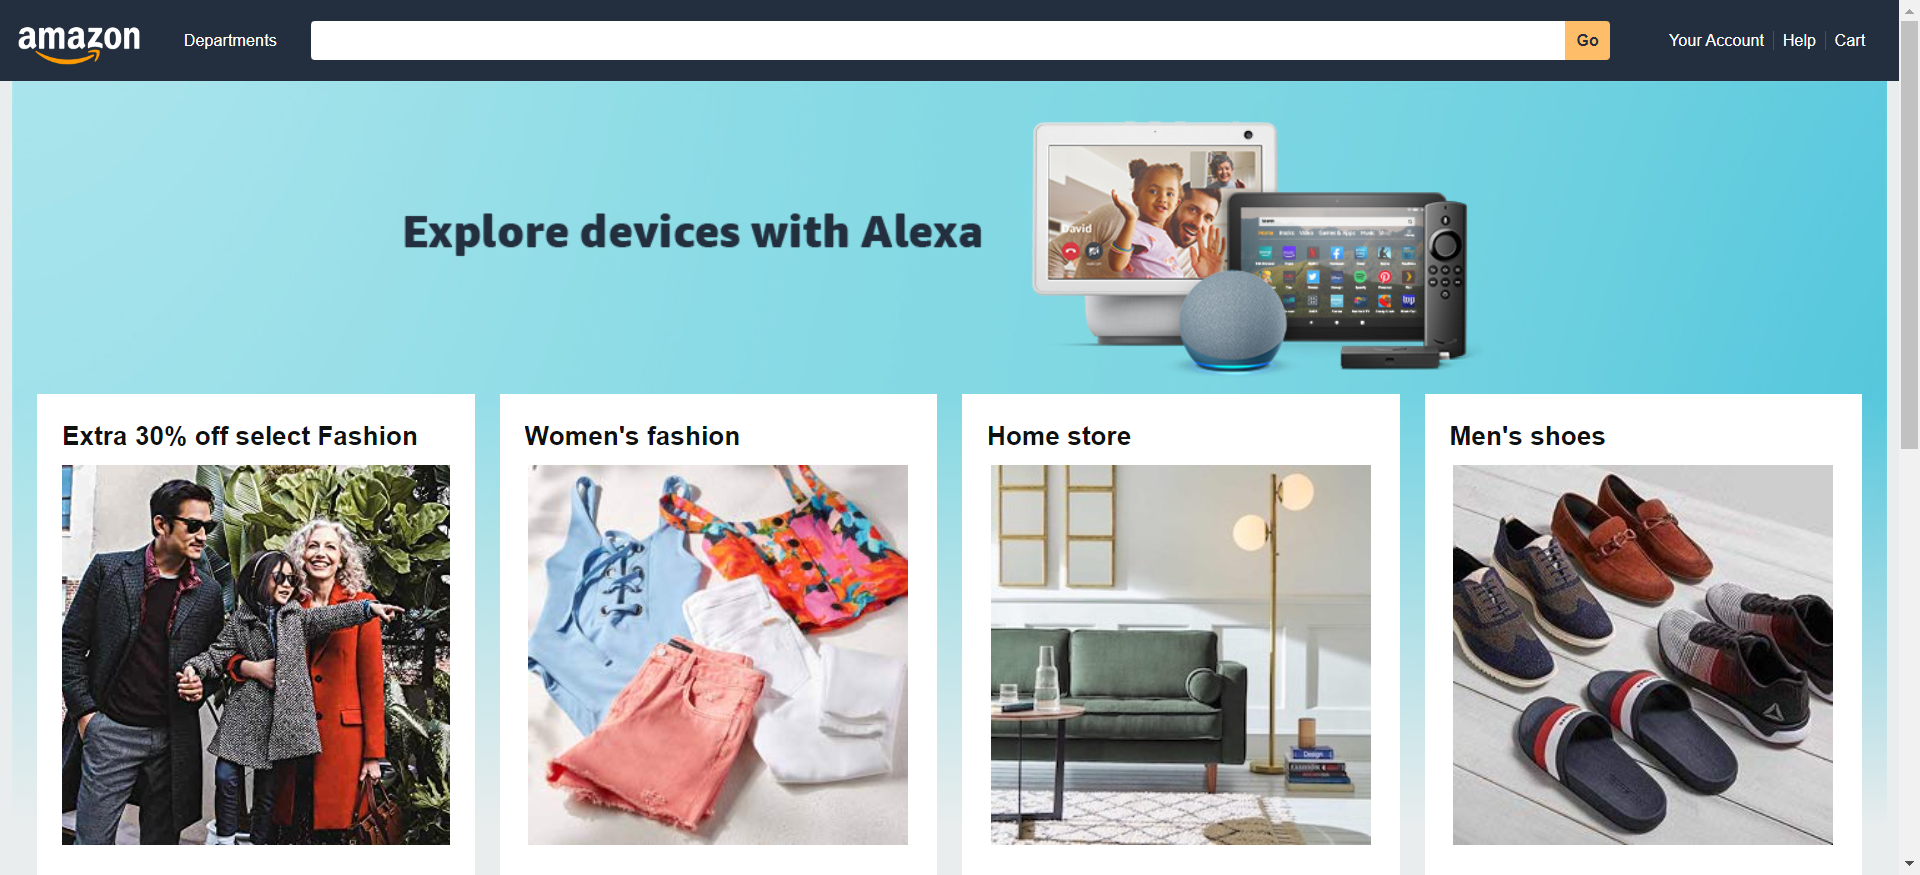 amazon
Departments
Go
Your Account
Help
Cart
Explore devices with Alexa
David
Extra 30% off select Fashion
Women's fashion
Home store
Men's shoes
Design